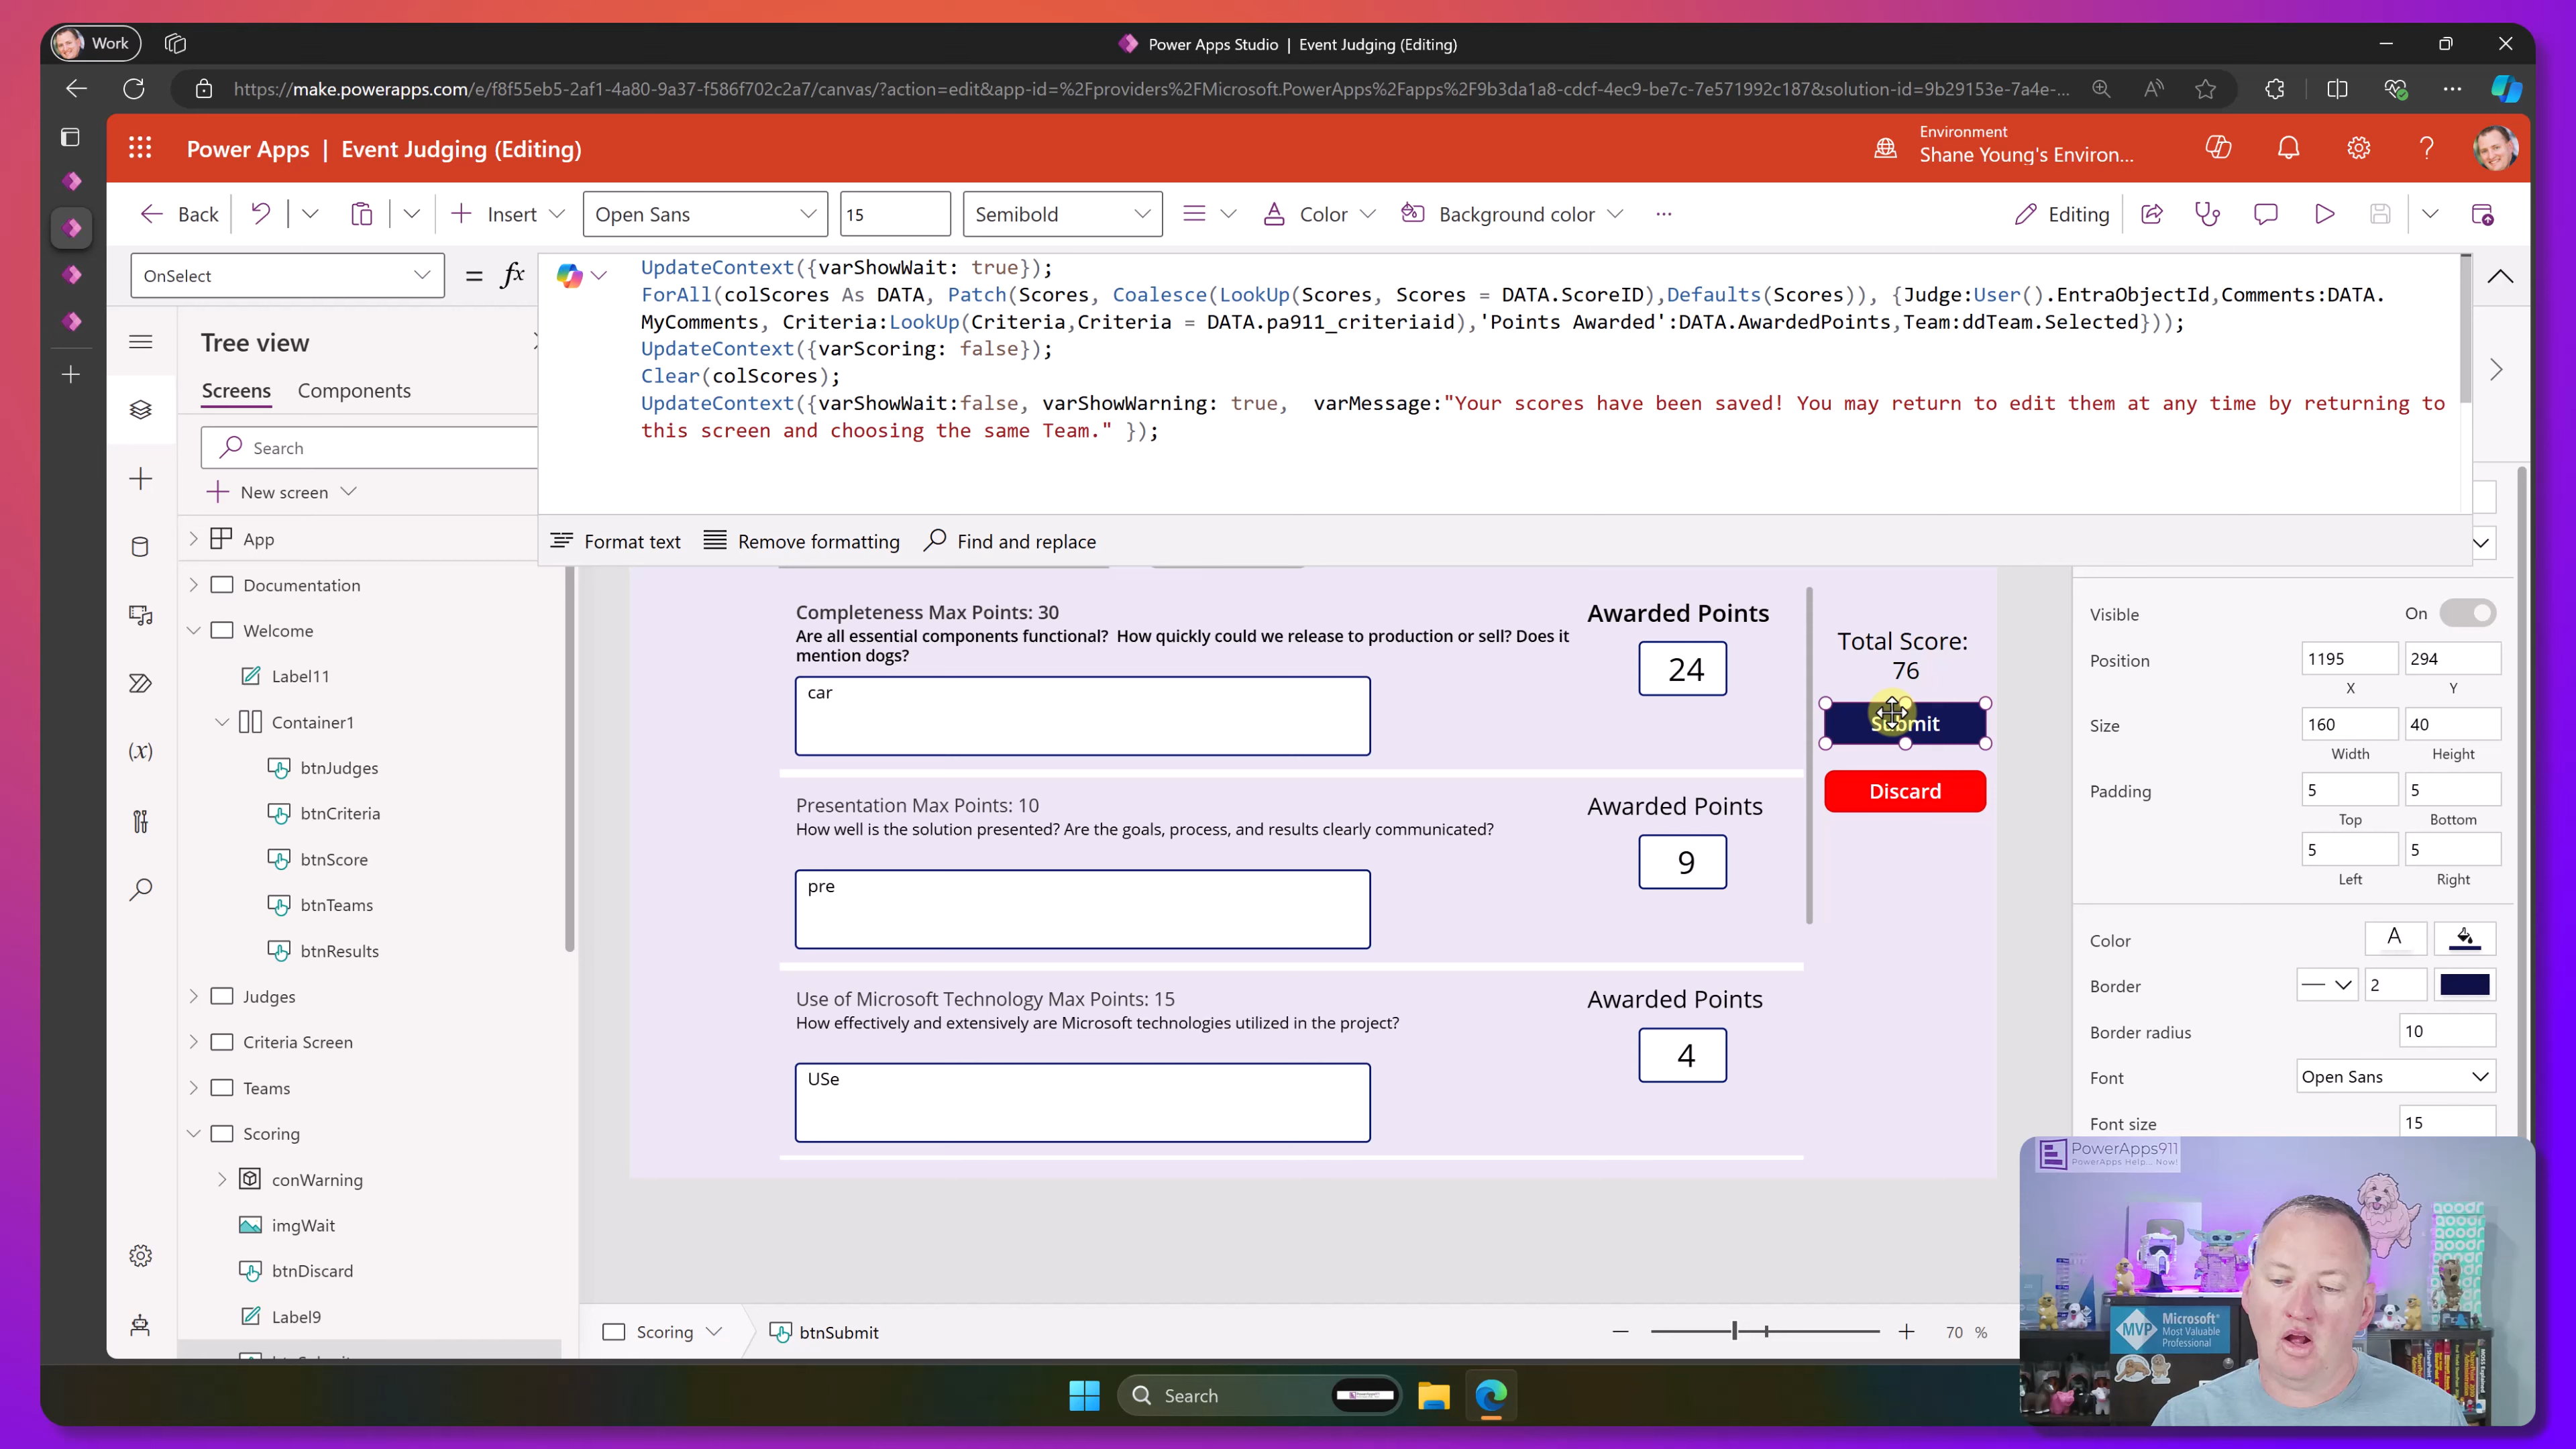 Work
Power Apps Studio | Event Judging (Editing)
https://make.powerapps.com/e/f8f55eb5-2af1-4a80-9a37-f586f702c2a7/canvas/?action=edit&app-id=%2Fproviders%2FMicrosoft.PowerApps%2Fapps%2F9b3da1a8-cdcf-4ec9-be7c-7e571992c187&solution-id=9b29153e-7a4e-...
Power Apps | Event Judging (Editing)
Environment
Shane Young's Environ...
Back
Insert
Open Sans
15
Semibold
Color
Background color
Editing
OnSelect
= fx
UpdateContext({varShowWait: true});
ForAll(colScores As DATA, Patch(Scores, Coalesce(LookUp(Scores, Scores = DATA.ScoreID),Defaults(Scores)), {Judge:User().EntraObjectId,Comments:DATA.
MyComments, Criteria:LookUp(Criteria,Criteria = DATA.pa911_criteriaid),'Points Awarded':DATA.AwardedPoints,Team:ddTeam.Selected}));
UpdateContext({varScoring: false});
Clear(colScores);
UpdateContext({varShowWait:false, varShowWarning: true,  varMessage:"Your scores have been saved! You may return to edit them at any time by returning to
this screen and choosing the same Team." });
Format text
Remove formatting
Find and replace
Tree view
Screens
Components
Search
New screen
App
Documentation
Welcome
Label11
Container1
btnJudges
btnCriteria
btnScore
btnTeams
btnResults
Judges
Criteria Screen
Teams
Scoring
conWarning
imgWait
btnDiscard
Label9
Completeness Max Points: 30
Are all essential components functional?  How quickly could we release to production or sell? Does it
mention dogs?
car
Awarded Points
24
Presentation Max Points: 10
How well is the solution presented? Are the goals, process, and results clearly communicated?
pre
Awarded Points
9
Use of Microsoft Technology Max Points: 15
How effectively and extensively are Microsoft technologies utilized in the project?
USe
Awarded Points
4
Total Score:
76
Submit
Discard
Visible
On
Position
1195
294
X
Y
Size
160
40
Width
Height
Padding
5
5
Top
Bottom
5
5
Left
Right
Color
A
Border
2
Border radius
10
Font
Open Sans
Font size
15
Scoring
btnSubmit
70 %
Search
PowerApps911
PowerApps Help... Now!
Microsoft
MVP
Most Valuable
Professional